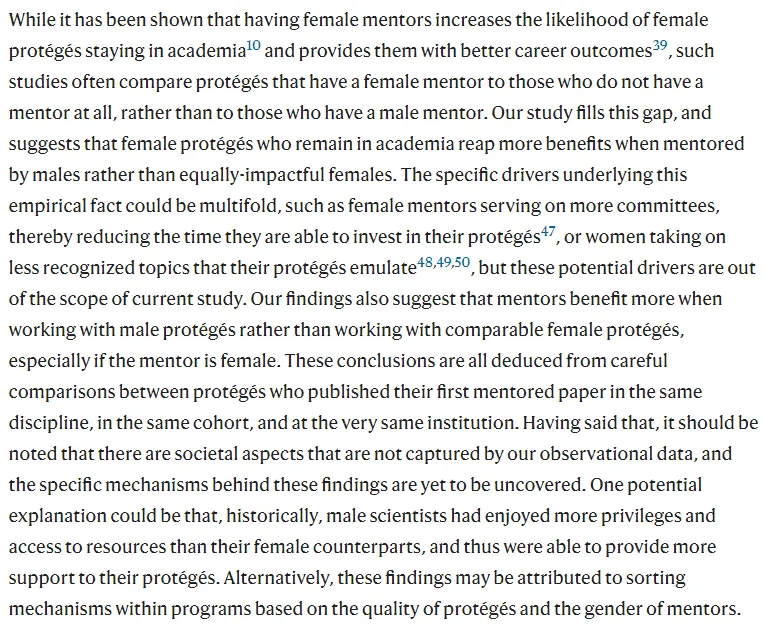 While it has been shown that having female mentors increases the likelihood of female
protégés staying in academia10 and provides them with better career outcomes39, such
studies often compare protégés that have a female mentor to those who do not have a
mentor at all, rather than to those who have a male mentor. Our study fills this gap, and
suggests that female protégés who remain in academia reap more benefits when mentored
by males rather than equally-impactful females. The specific drivers underlying this
empirical fact could be multifold, such as female mentors serving on more committees,
thereby reducing the time they are able to invest in their protégés47, or women taking on
less recognized topics that their protégés emulate48,49,50, but these potential drivers are out
of the scope of current study. Our findings also suggest that mentors benefit more when
working with male protégés rather than working with comparable female protégés,
especially if the mentor is female. These conclusions are all deduced from careful
comparisons between protégés who published their first mentored paper in the same
discipline, in the same cohort, and at the very same institution. Having said that, it should be
noted that there are societal aspects that are not captured by our observational data, and
the specific mechanisms behind these findings are yet to be uncovered. One potential
explanation could be that, historically, male scientists had enjoyed more privileges and
access to resources than their female counterparts, and thus were able to provide more
support to their protégés. Alternatively, these findings may be attributed to sorting
mechanisms within programs based on the quality of protégés and the gender of mentors.